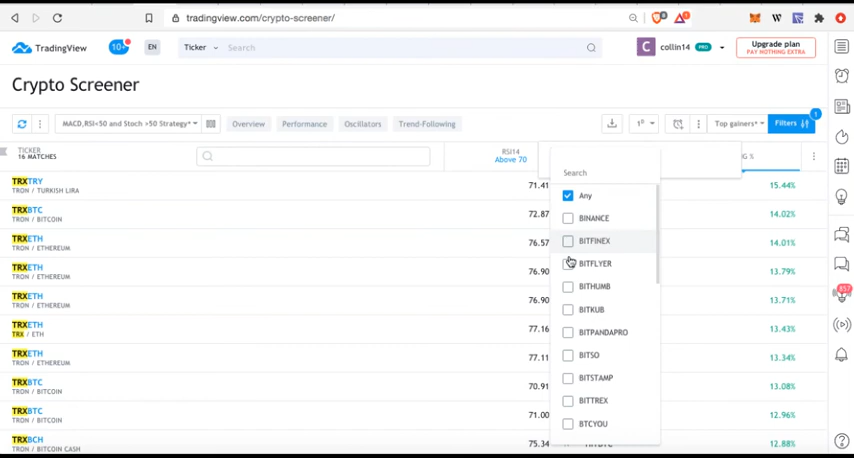 tradingview.com/crypto-screener/
8
1
TradingView
10+
EN
Ticker
Search
C
collin14
PRO
Upgrade plan
PAY NOTHING EXTRA
Crypto Screener
MACD,RSI<50 and Stoch >50 Strategy*
Overview
Performance
Oscillators
Trend-Following
1D
Top gainers*
Filters
1
TICKER
16 MATCHES
RSI14
Above 70
G %
Search
Any
BINANCE
BITFINEX
BITFLYER
BITHUMB
BITKUB
BITPANDAPRO
BITSO
BITSTAMP
BITTREX
BTCYOU
TRXTRY
TRON / TURKISH LIRA
71.41
15.44%
TRXBTC
TRON / BITCOIN
72.87
14.02%
TRXETH
TRON / ETHEREUM
76.57
14.01%
TRXETH
TRON / ETHEREUM
76.90
13.79%
TRXETH
TRON / ETHEREUM
76.90
13.71%
TRXETH
TRX / ETH
77.16
13.43%
TRXETH
TRON / ETHEREUM
77.11
13.34%
TRXBTC
TRON / BITCOIN
70.91
13.08%
TRXBTC
TRON / BITCOIN
71.00
12.96%
TRXBCH
TRON / BITCOIN CASH
75.34
12.88%
857